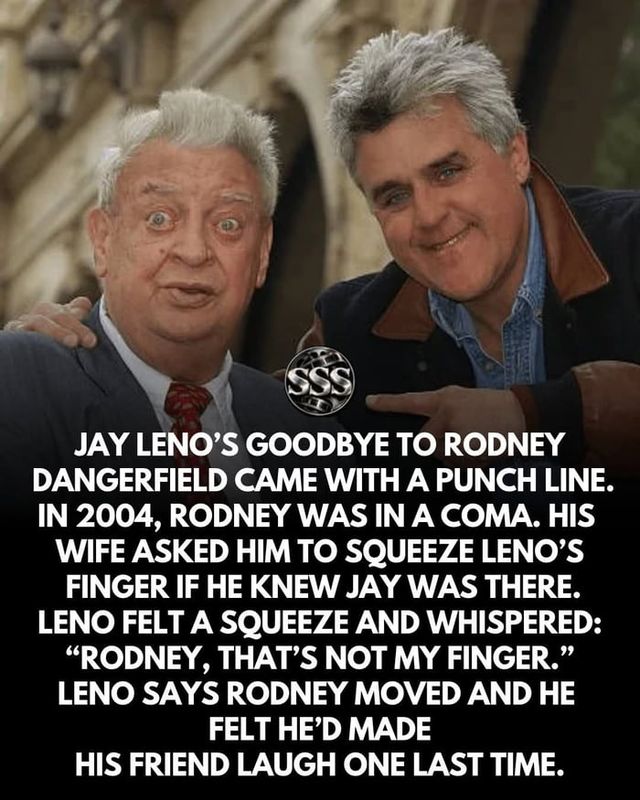 SSS
JAY LENO’S GOODBYE TO RODNEY
DANGERFIELD CAME WITH A PUNCH LINE.
IN 2004, RODNEY WAS IN A COMA. HIS
WIFE ASKED HIM TO SQUEEZE LENO’S
FINGER IF HE KNEW JAY WAS THERE.
LENO FELT A SQUEEZE AND WHISPERED:
“RODNEY, THAT’S NOT MY FINGER.”
LENO SAYS RODNEY MOVED AND HE
FELT HE’D MADE
HIS FRIEND LAUGH ONE LAST TIME.